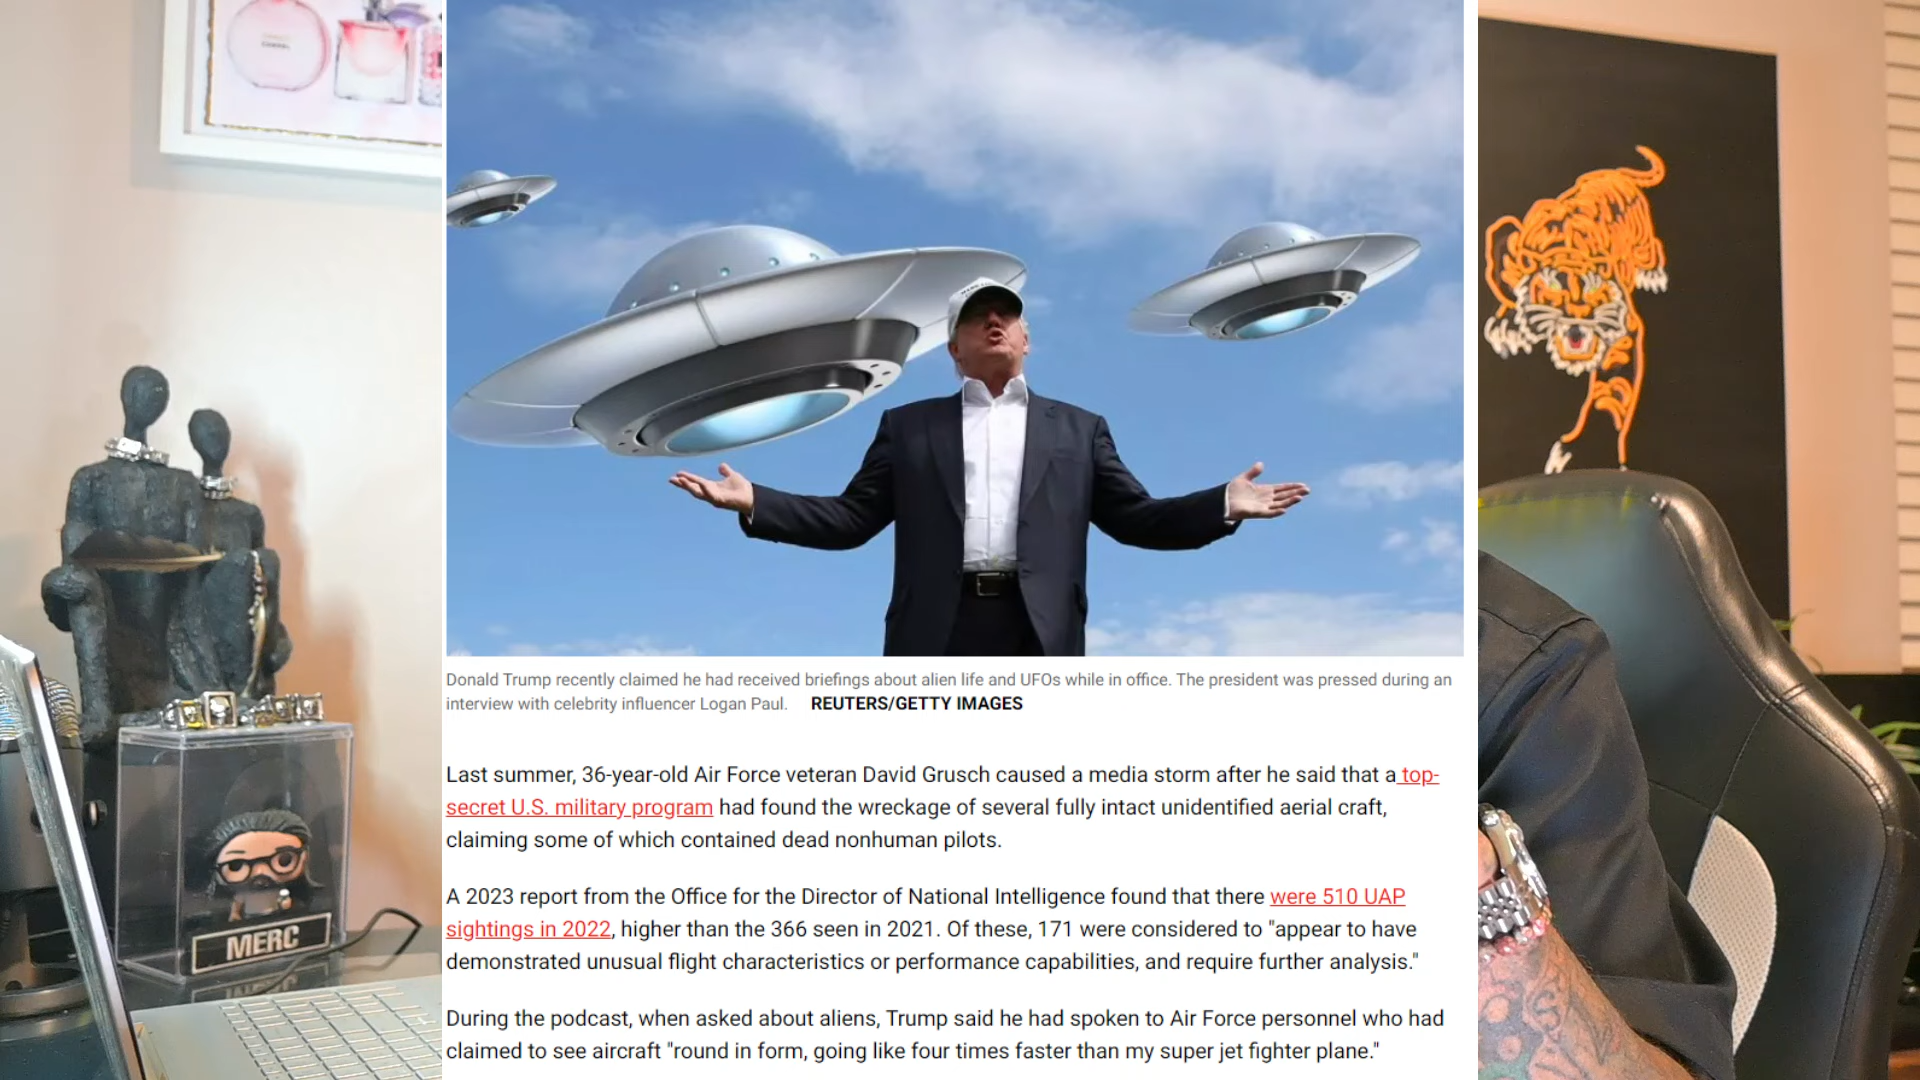 CHANEL
Donald Trump recently claimed he had received briefings about alien life and UFOs while in office. The president was pressed during an
interview with celebrity influencer Logan Paul. REUTERS/GETTY IMAGES
Last summer, 36-year-old Air Force veteran David Grusch caused a media storm after he said that a top-
secret U.S. military program had found the wreckage of several fully intact unidentified aerial craft,
claiming some of which contained dead nonhuman pilots.
A 2023 report from the Office for the Director of National Intelligence found that there were 510 UAP
sightings in 2022, higher than the 366 seen in 2021. Of these, 171 were considered to "appear to have
demonstrated unusual flight characteristics or performance capabilities, and require further analysis."
During the podcast, when asked about aliens, Trump said he had spoken to Air Force personnel who had
claimed to see aircraft "round in form, going like four times faster than my super jet fighter plane."
MERC